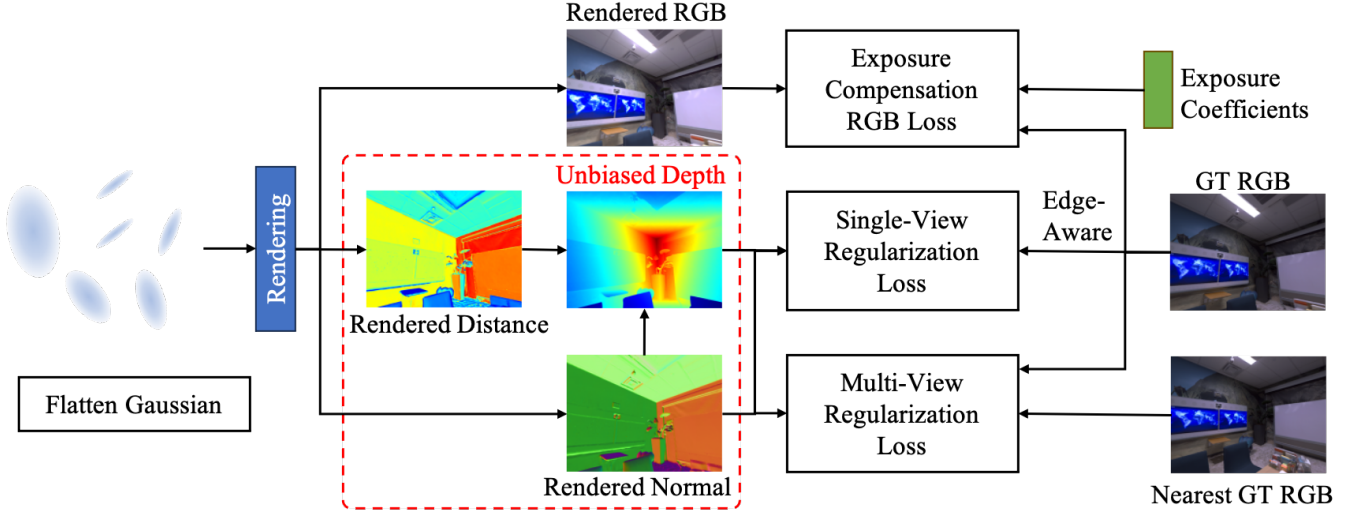 Rendered RGB
Exposure
Compensation
RGB Loss
Exposure
Coefficients
Rendering
Unbiased Depth
Rendered Distance
Single-View
Regularization
Loss
Edge-
Aware
GT RGB
Flatten Gaussian
Rendered Normal
Multi-View
Regularization
Loss
Nearest GT RGB